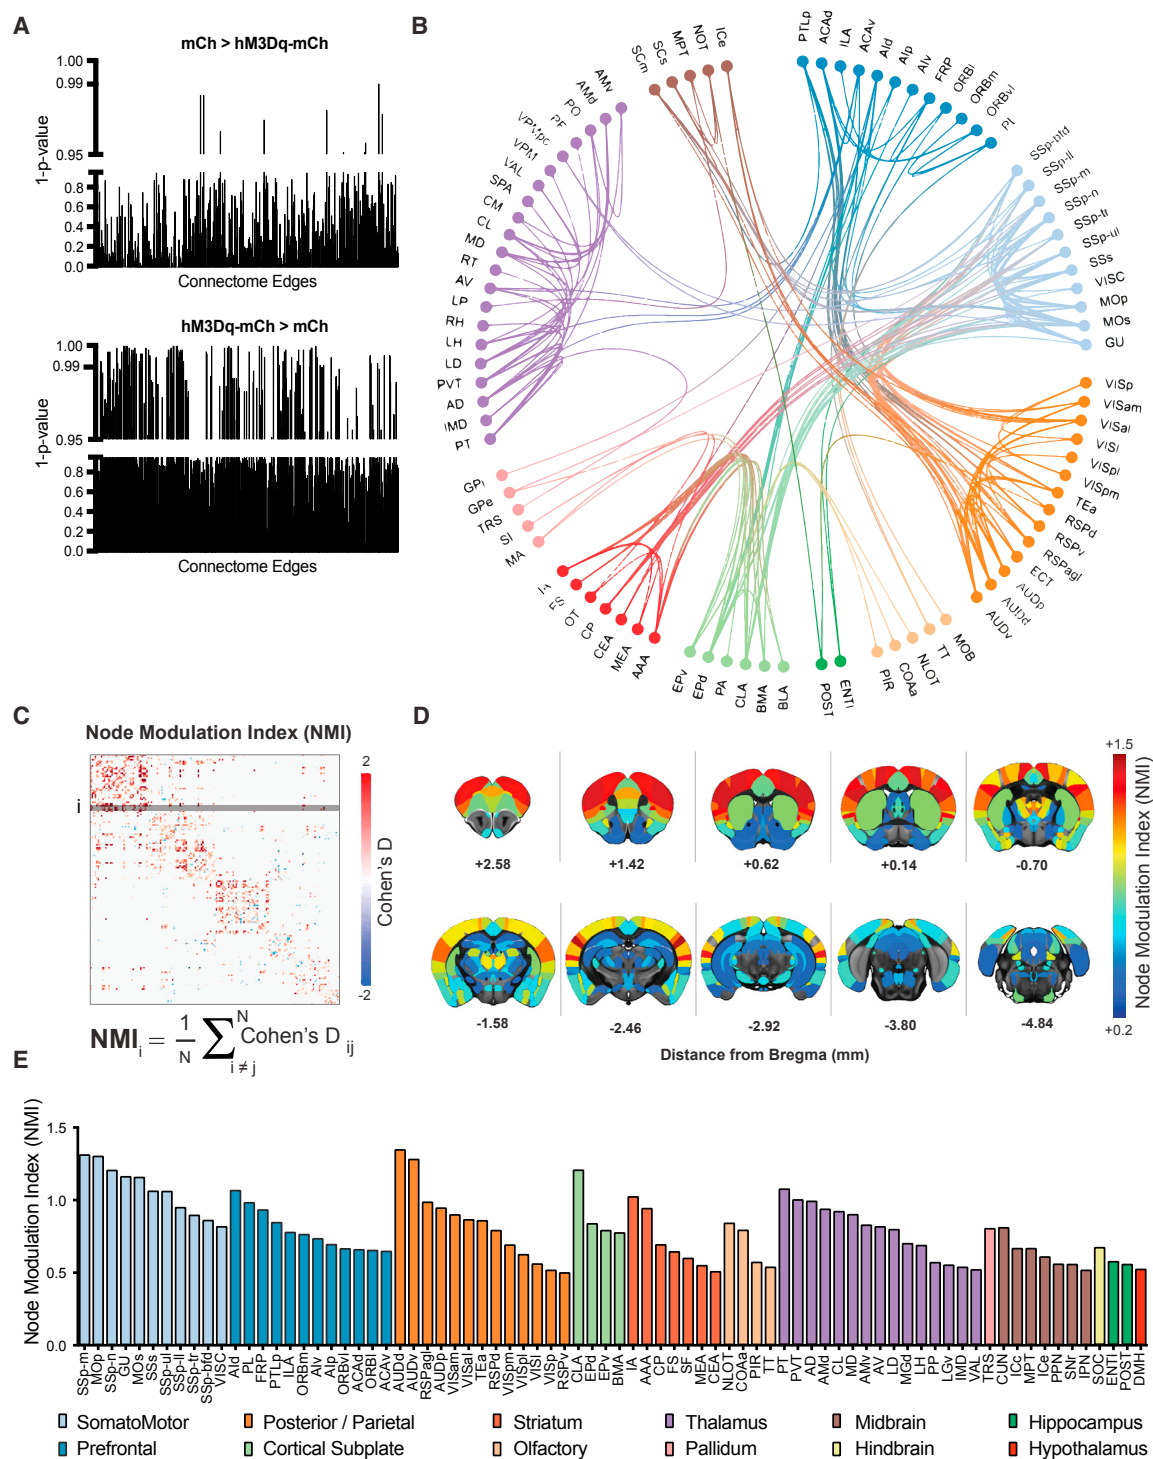 A
mCh > hM3Dq-mCh
1.00
0.99
0.95
0.8
0.6
0.4
0.2
0.0
1-p-value
Connectome Edges
hM3Dq-mCh > mCh
1.00
0.99
0.95
0.8
0.6
0.4
0.2
0.0
1-p-value
Connectome Edges
B
SCm
SCs
MPT
NOT
ICe
PTLp
ACAd
ILA
ACAv
AId
AIp
AIv
FRP
ORBl
ORBm
ORBvl
Pl
SSp-bfd
SSp-ll
SSp-m
SSp-n
SSp-tr
SSp-ul
SSs
VISC
MOp
MOs
GU
VISp
VISam
VISal
VISl
VISpl
VISpm
TEa
RSPd
RSPv
RSPagl
ECT
AUDp
AUDd
AUDv
MOB
TT
NLOT
COAa
PIR
ENTl
POST
BLA
BMA
CLA
PA
EPd
EPv
AAA
MEA
CEA
CP
OT
FS
IA
MA
SI
TRS
GPe
GPi
PT
IMD
AD
PVT
LD
LH
RH
LP
AV
RT
MD
CL
CM
SPA
VAL
VPM
VPMpc
PF
PO
AMd
AMv
C
Node Modulation Index (NMI)
i
2
-2
Cohen's D
NMI i = 1 / N ∑ N i ≠ j Cohen's D ij
D
+2.58
+1.42
+0.62
+0.14
-0.70
-1.58
-2.46
-2.92
-3.80
-4.84
Distance from Bregma (mm)
+1.5
+0.2
Node Modulation Index (NMI)
E
Node Modulation Index (NMI)
1.5
1.0
0.5
0.0
SSp-m
MOp
SSp-n
GU
MOs
SSs
SSp-ul
SSp-ll
SSp-tr
SSp-bfd
VISC
AId
PL
FRP
PTLp
ILA
ORBm
AIv
AIp
ORBvl
ACAd
ORBl
ACAv
AUDd
AUDv
RSPagl
AUDp
VISam
VISal
TEa
RSPd
VISpm
VISpl
VISl
VISp
RSPv
CLA
EPd
EPv
BMA
IA
AAA
CP
FS
SF
MEA
CEA
NLOT
COAa
PIR
TT
PT
PVT
AD
AMd
CL
MD
AMv
AV
LD
MGd
LH
PP
LGv
IMD
VAL
TRS
CUN
ICc
MPT
ICe
PFN
SNr
IPN
SOC
ENTl
POST
DMH
SomatoMotor
Posterior / Parietal
Striatum
Thalamus
Midbrain
Hippocampus
Prefrontal
Cortical Subplate
Olfactory
Pallidum
Hindbrain
Hypothalamus